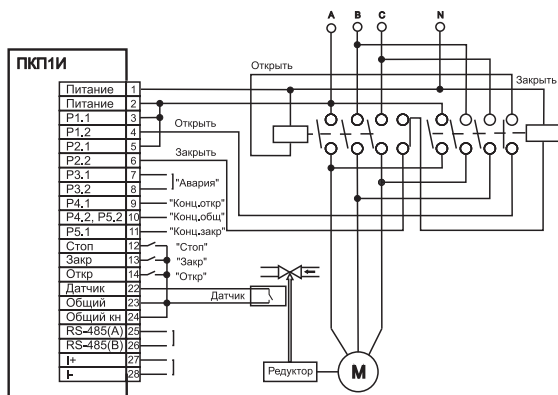 A B C N
ПКП1И
Открыть
Закрыть
Питание 1
Питание 2
P1.1 3
P1.2 4
Открыть
P2.1 5
P2.2 6
Закрыть
P3.1 7
P3.2 8
"Авария"
P4.1 9 "Конц.откр"
P4.2, P5.2 10 "Конц.общ"
P5.1 11 "Конц.закр"
Стоп 12 "Стоп"
Закр 13 "Закр"
Откр 14 "Откр"
Датчик 22
Датчик
Общий 23
Общий кн 24
RS-485(A) 25
RS-485(B) 26
I+ 27
I- 28
Редуктор
M